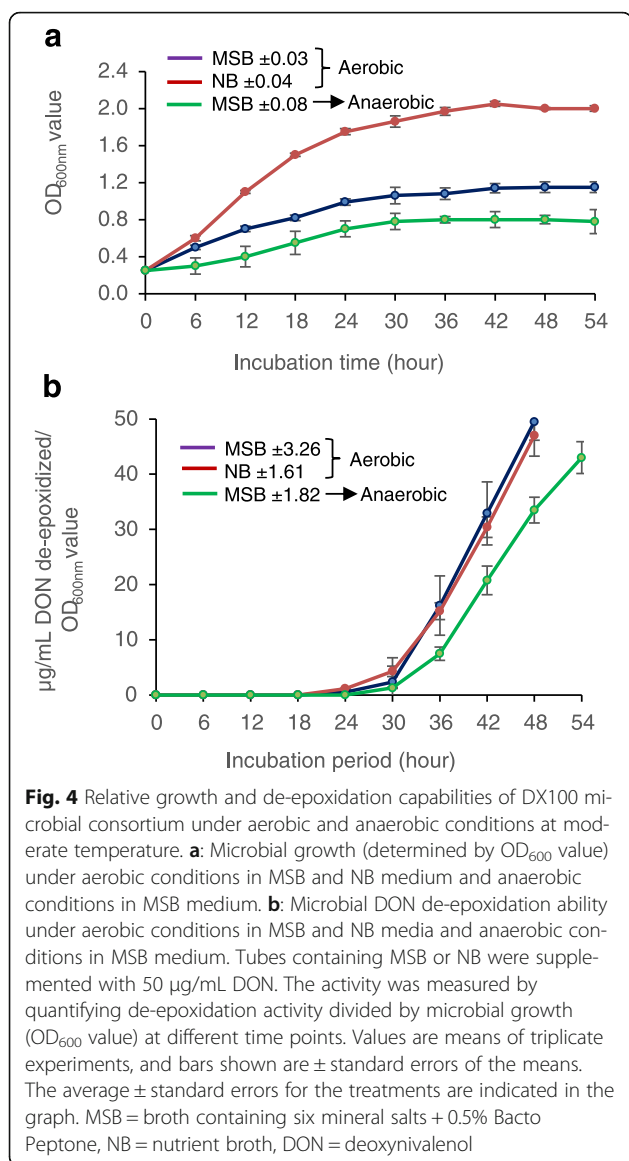 a
MSB ±0.03
NB ±0.04
Aerobic
MSB ±0.08 → Anaerobic
OD600nm value
2.4
2.0
1.6
1.2
0.8
0.4
0.0
0 6 12 18 24 30 36 42 48 54
Incubation time (hour)
b
MSB ±3.26
NB ±1.61
Aerobic
MSB ±1.82 → Anaerobic
µg/mL DON de-epoxidized/
OD600nm value
50
40
30
20
10
0
0 6 12 18 24 30 36 42 48 54
Incubation period (hour)
Fig. 4 Relative growth and de-epoxidation capabilities of DX100 mi-
crobial consortium under aerobic and anaerobic conditions at mod-
erate temperature. a: Microbial growth (determined by OD600 value)
under aerobic conditions in MSB and NB medium and anaerobic
conditions in MSB medium. b: Microbial DON de-epoxidation ability
under aerobic conditions in MSB and NB media and anaerobic con-
ditions in MSB medium. Tubes containing MSB or NB were supple-
mented with 50 µg/mL DON. The activity was measured by
quantifying de-epoxidation activity divided by microbial growth
(OD600 value) at different time points. Values are means of triplicate
experiments, and bars shown are ± standard errors of the means.
The average ± standard errors for the treatments are indicated in the
graph. MSB = broth containing six mineral salts + 0.5% Bacto
Peptone, NB = nutrient broth, DON = deoxynivalenol